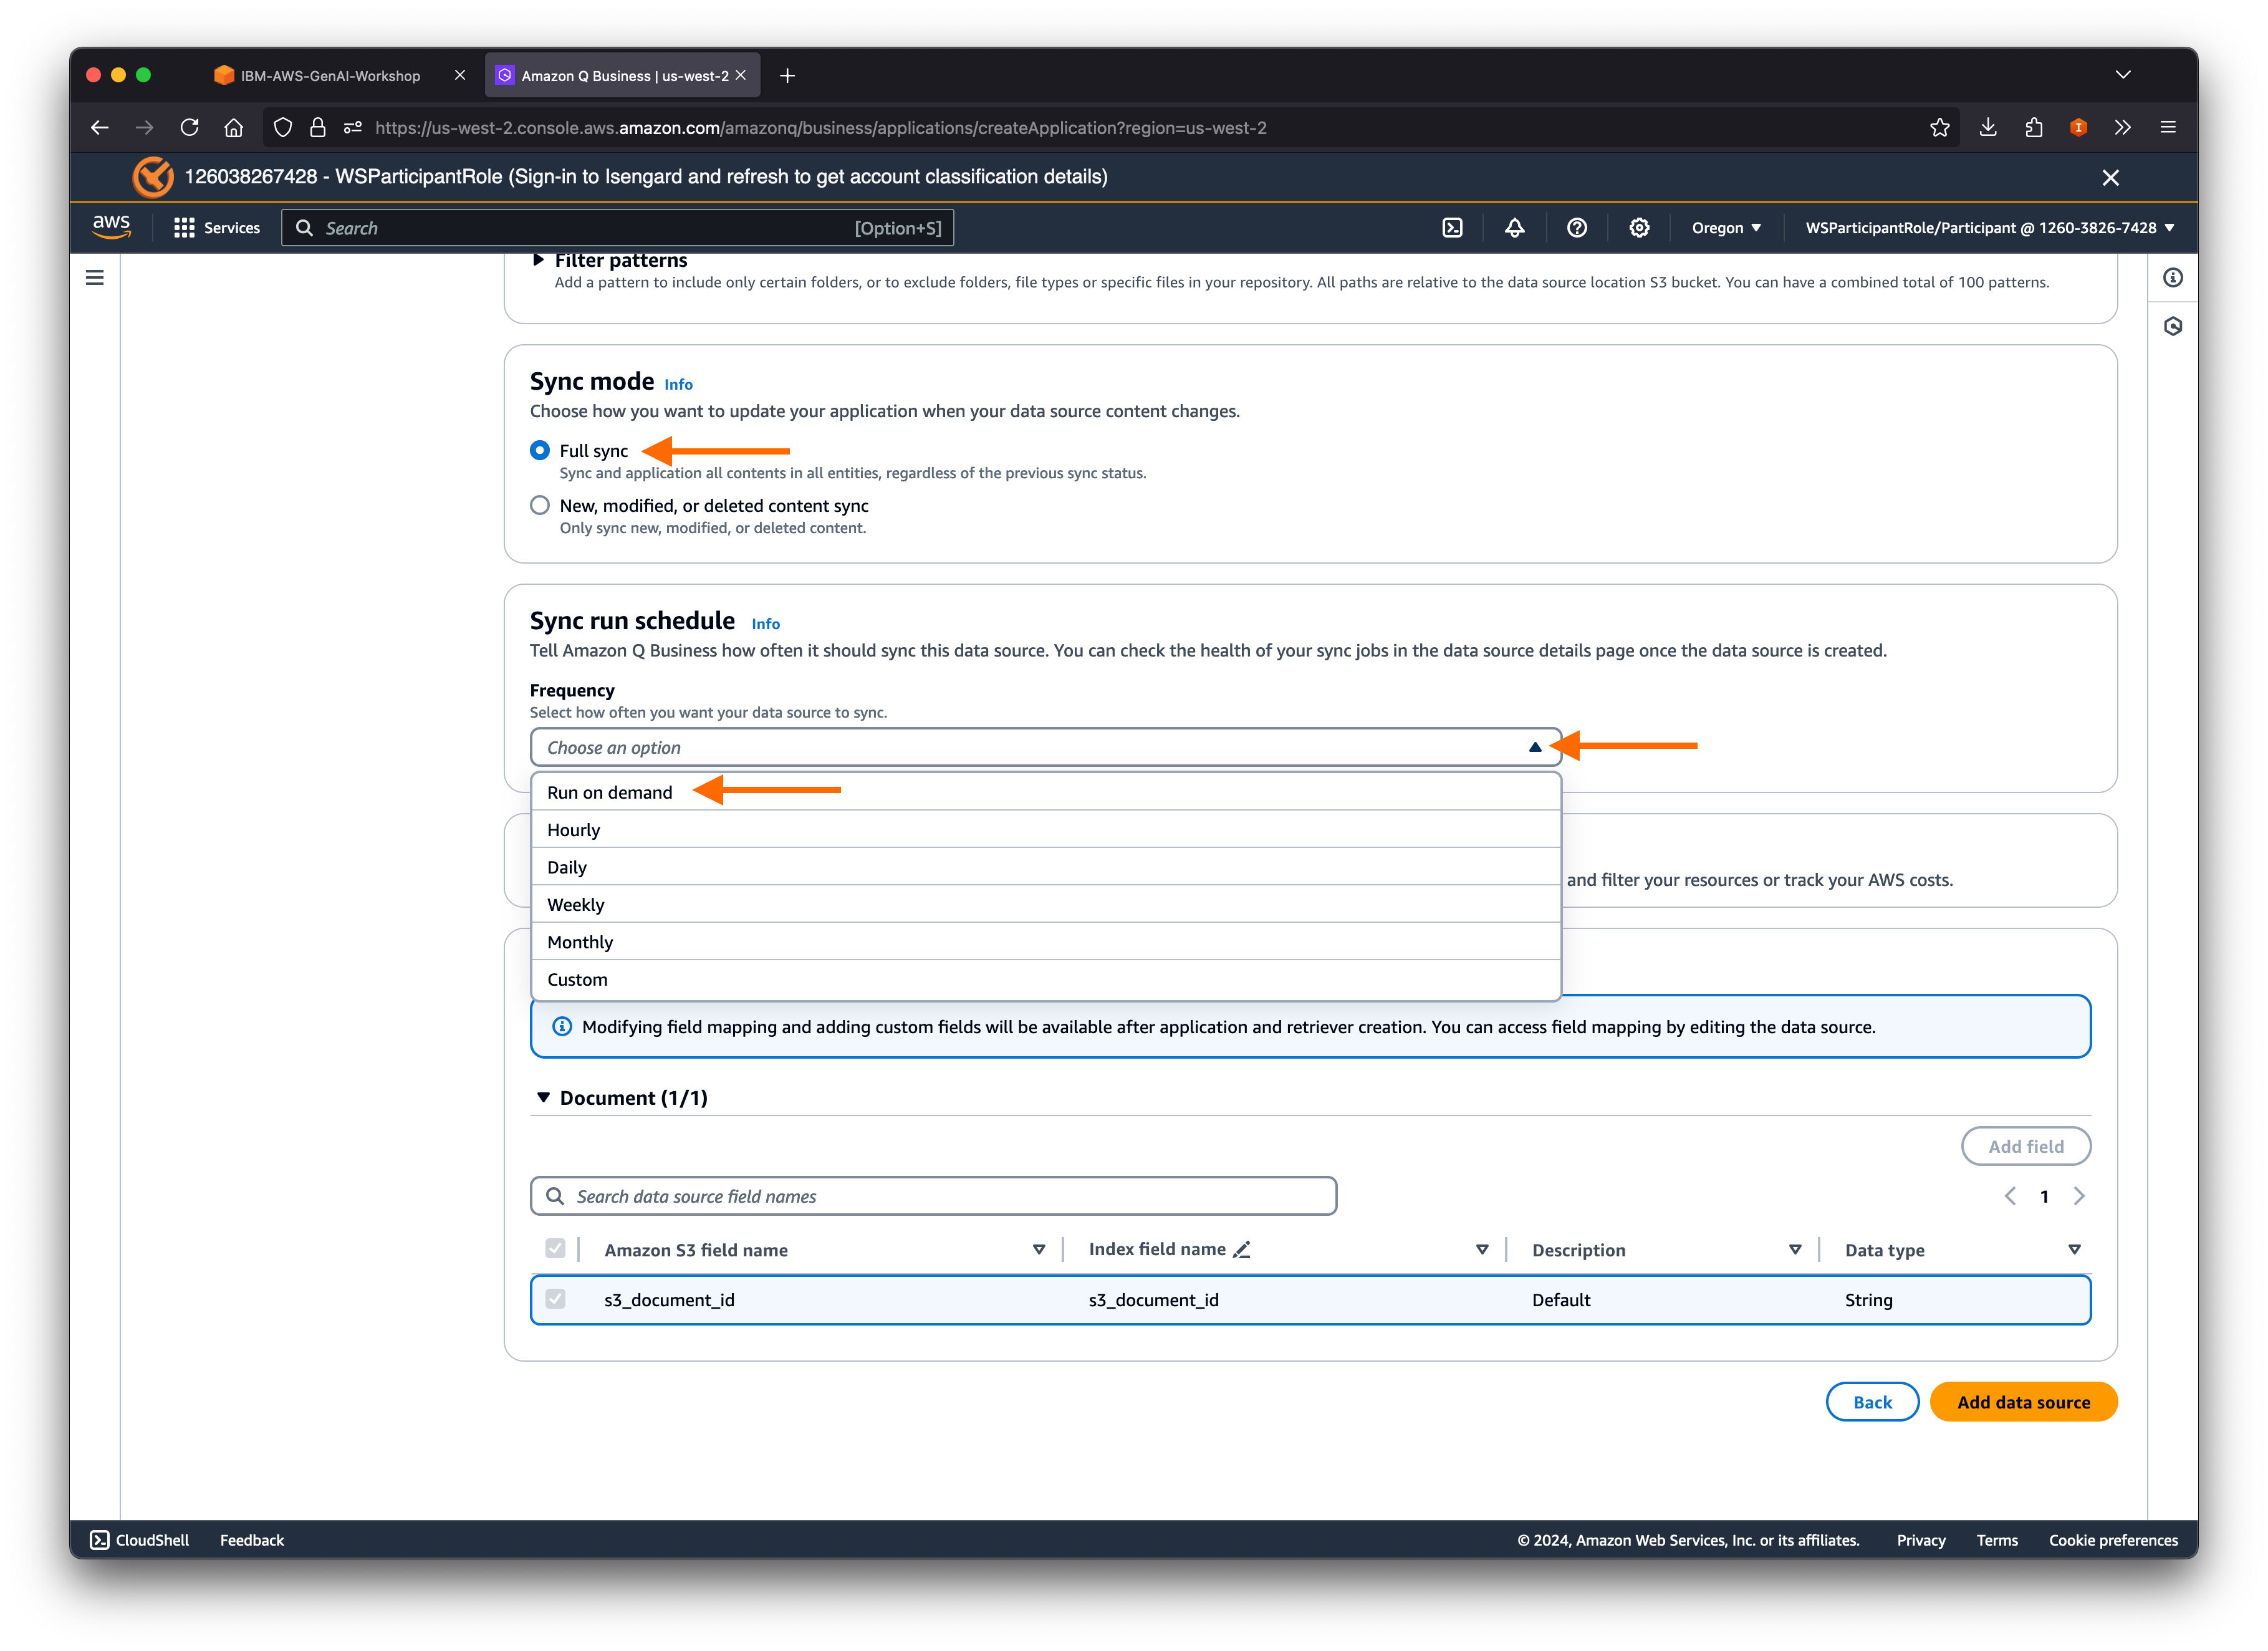 IBM-AWS-GenAI-Workshop
Amazon Q Business | us-west-2
https://us-west-2.console.aws.amazon.com/amazonq/business/applications/createApplication?region=us-west-2
126038267428 - WSParticipantRole (Sign-in to Isengard and refresh to get account classification details)
aws
Services
Search
[Option+S]
Oregon
WSParticipantRole/Participant @ 1260-3826-7428
Filter patterns
Add a pattern to include only certain folders, or to exclude folders, file types or specific files in your repository. All paths are relative to the data source location S3 bucket. You can have a combined total of 100 patterns.
Sync mode Info
Choose how you want to update your application when your data source content changes.
Full sync
Sync and application all contents in all entities, regardless of the previous sync status.
New, modified, or deleted content sync
Only sync new, modified, or deleted content.
Sync run schedule Info
Tell Amazon Q Business how often it should sync this data source. You can check the health of your sync jobs in the data source details page once the data source is created.
Frequency
Select how often you want your data source to sync.
Choose an option
Run on demand
Hourly
Daily
and filter your resources or track your AWS costs.
Weekly
Monthly
Custom
Modifying field mapping and adding custom fields will be available after application and retriever creation. You can access field mapping by editing the data source.
Document (1/1)
Add field
Search data source field names
1
Amazon S3 field name
Index field name
Description
Data type
s3_document_id
s3_document_id
Default
String
Back
Add data source
CloudShell
Feedback
© 2024, Amazon Web Services, Inc. or its affiliates.
Privacy
Terms
Cookie preferences